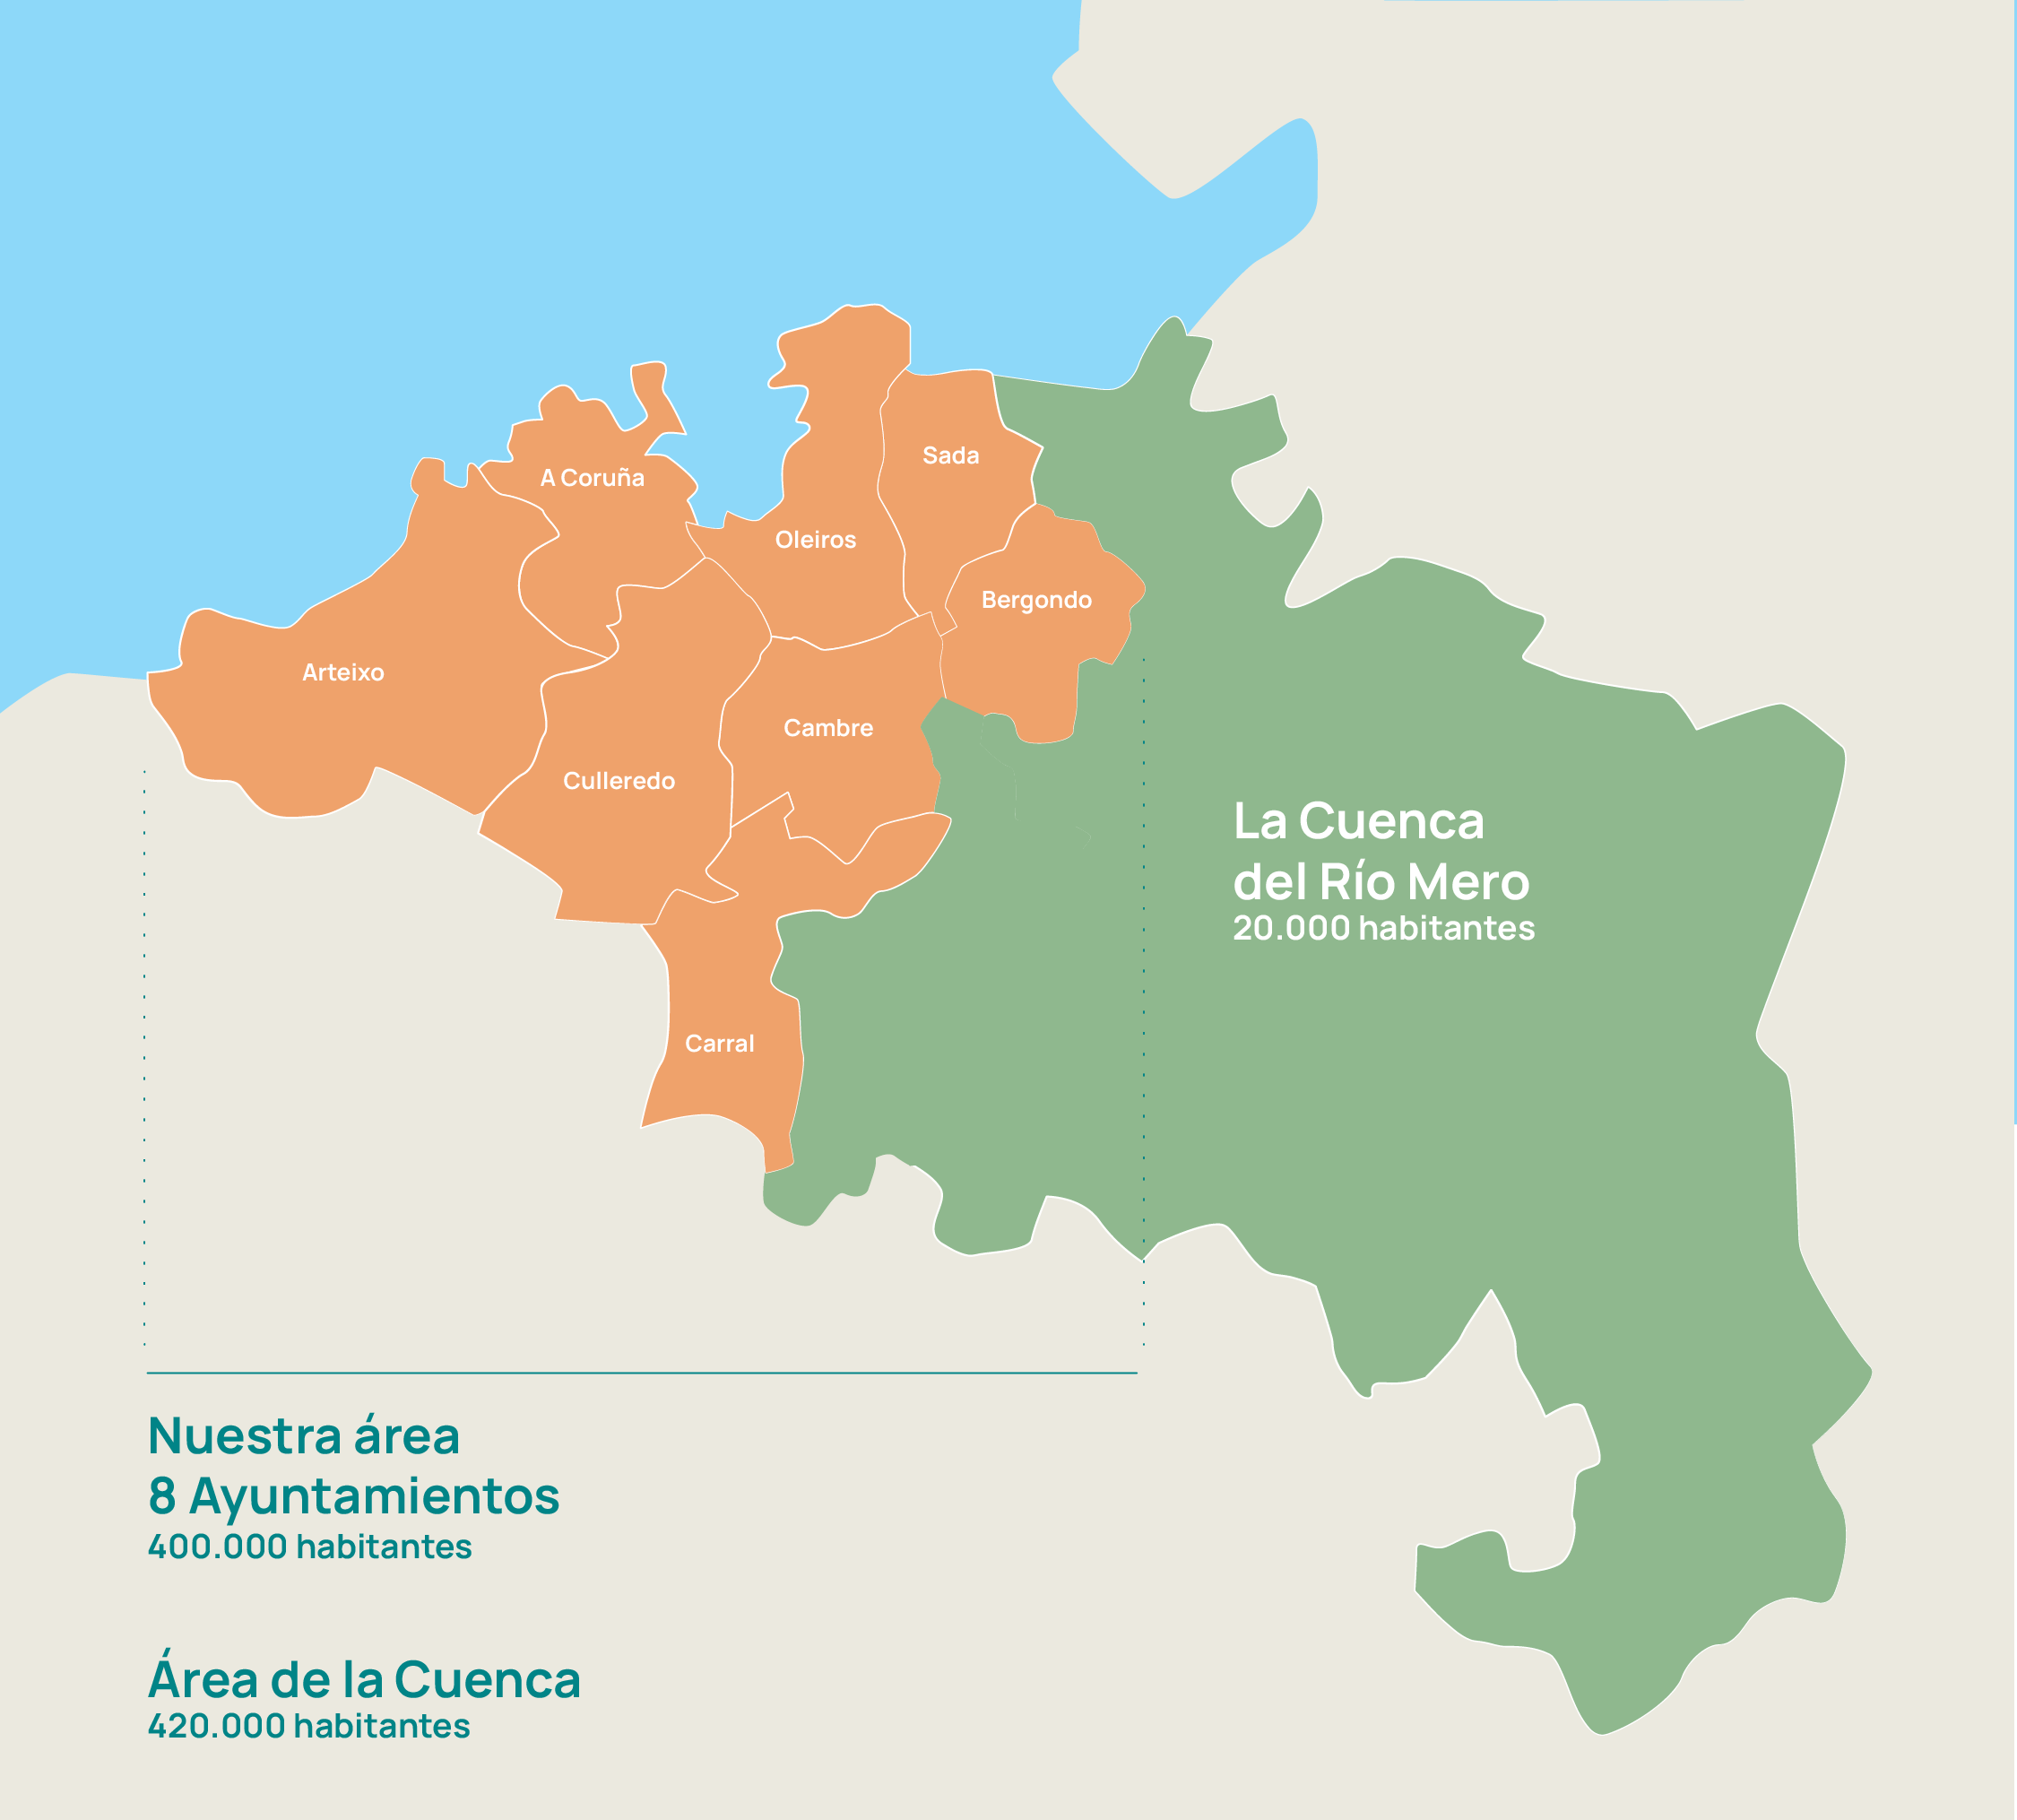 A Coruña
Sada
Oleiros
Bergondo
Arteixo
Cambre
Culleredo
Carral
La Cuenca
del Río Mero
20.000 habitantes
Nuestra área
8 Ayuntamientos
400.000 habitantes
Área de la Cuenca
420.000 habitantes